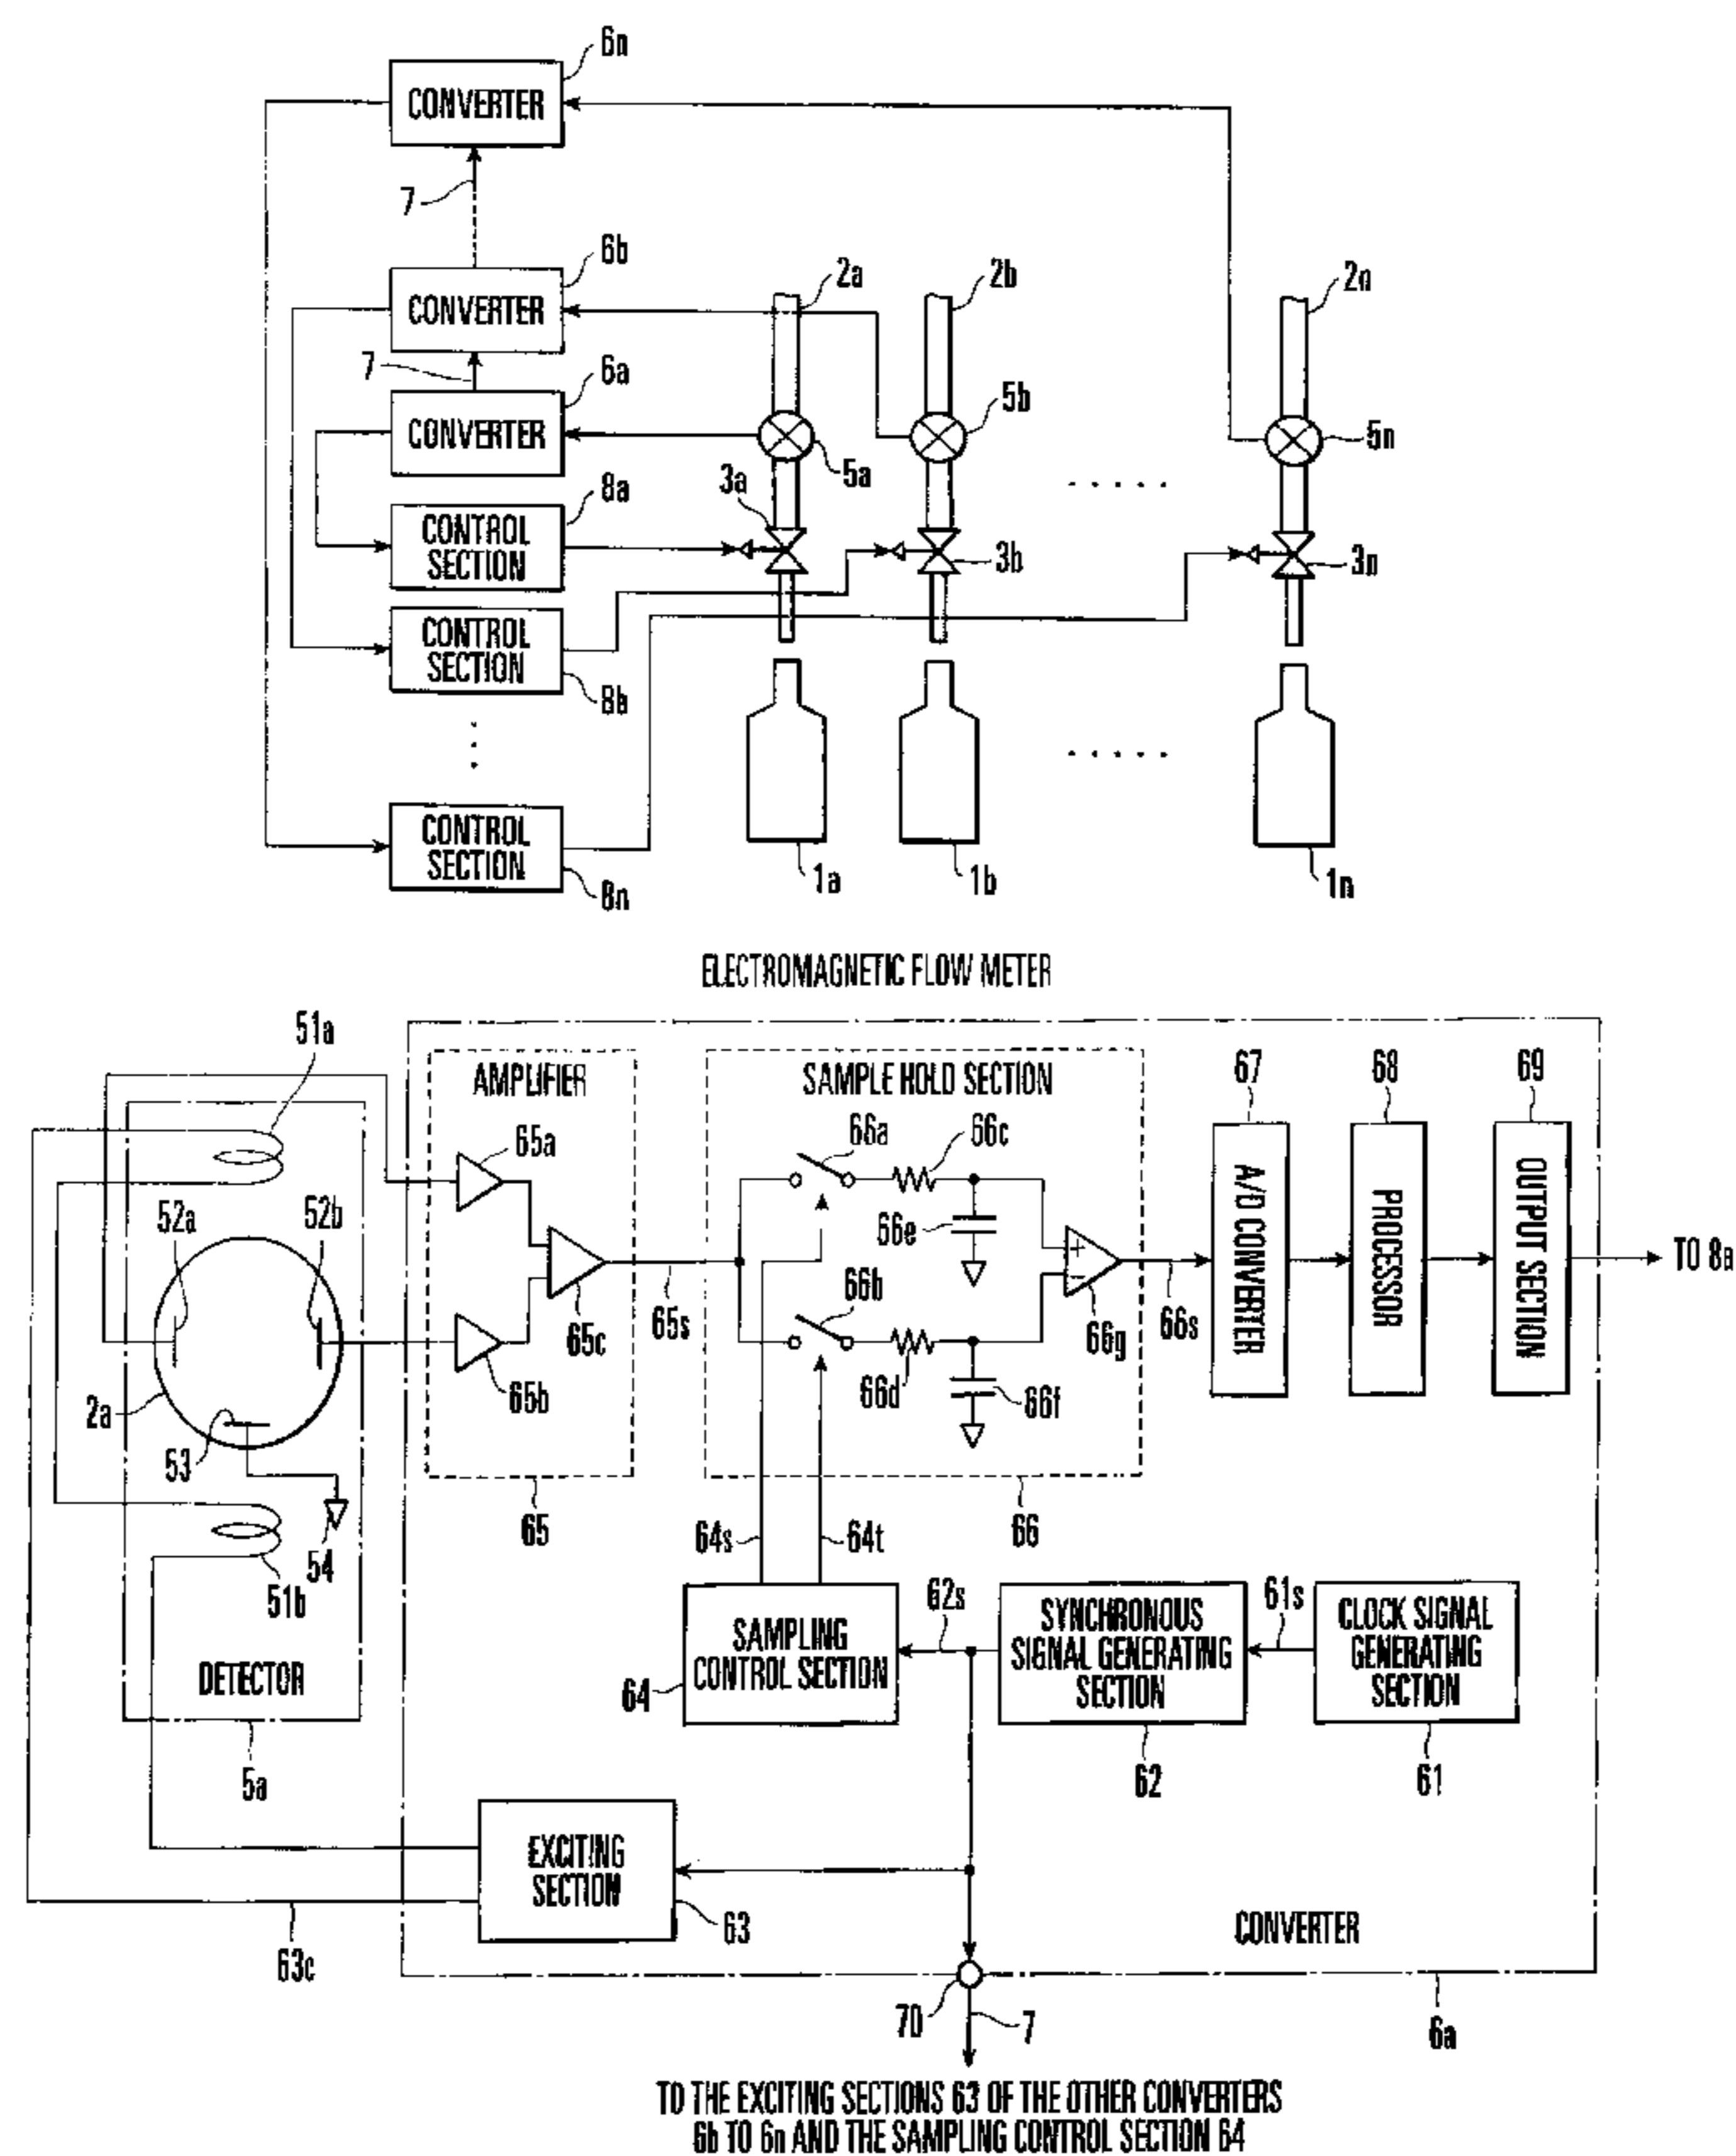 6n
CONVERTER
7
6b
CONVERTER
2a
2b
2n
7
6a
CONVERTER
5b
5n
5a
3a
8a
CONTROL
SECTION
3b
3n
CONTROL
SECTION
8b
CONTROL
SECTION
8n
1a
1b
1n
ELECTROMAGNETIC FLOW METER
51a
AMPLIFIER
SAMPLE HOLD SECTION
67
68
69
65a
66a
66c
52a
52b
66e
A/D CONVERTER
PROCESSOR
OUTPUT SECTION
TO 8a
+
−
66b
65s
65c
66g
66s
65b
66d
66f
2a
53
54
51b
65
66
64s
64t
62s
61s
SAMPLING
CONTROL SECTION
SYNCHRONOUS
SIGNAL GENERATING
SECTION
CLOCK SIGNAL
GENERATING
SECTION
DETECTOR
64
62
61
5a
EXCITING
SECTION
63
63c
CONVERTER
70
7
6a
TO THE EXCITING SECTIONS 63 OF THE OTHER CONVERTERS
6b TO 6n AND THE SAMPLING CONTROL SECTION 64